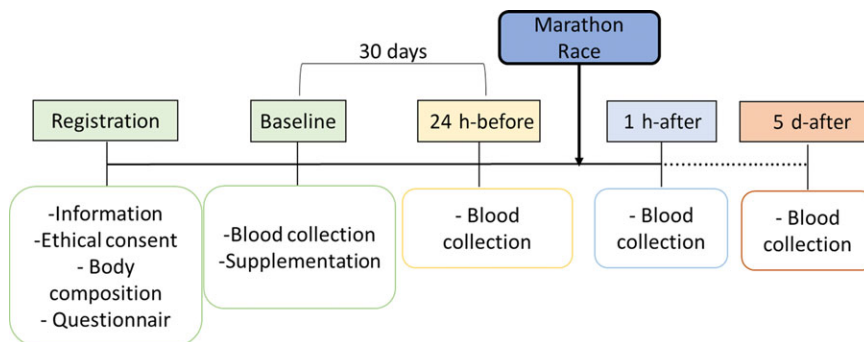 Marathon
Race
30 days
Registration
Baseline
24 h-before
1 h-after
5 d-after
-Information
-Ethical consent
- Body
composition
- Questionnair
-Blood collection
-Supplementation
- Blood
collection
- Blood
collection
- Blood
collection